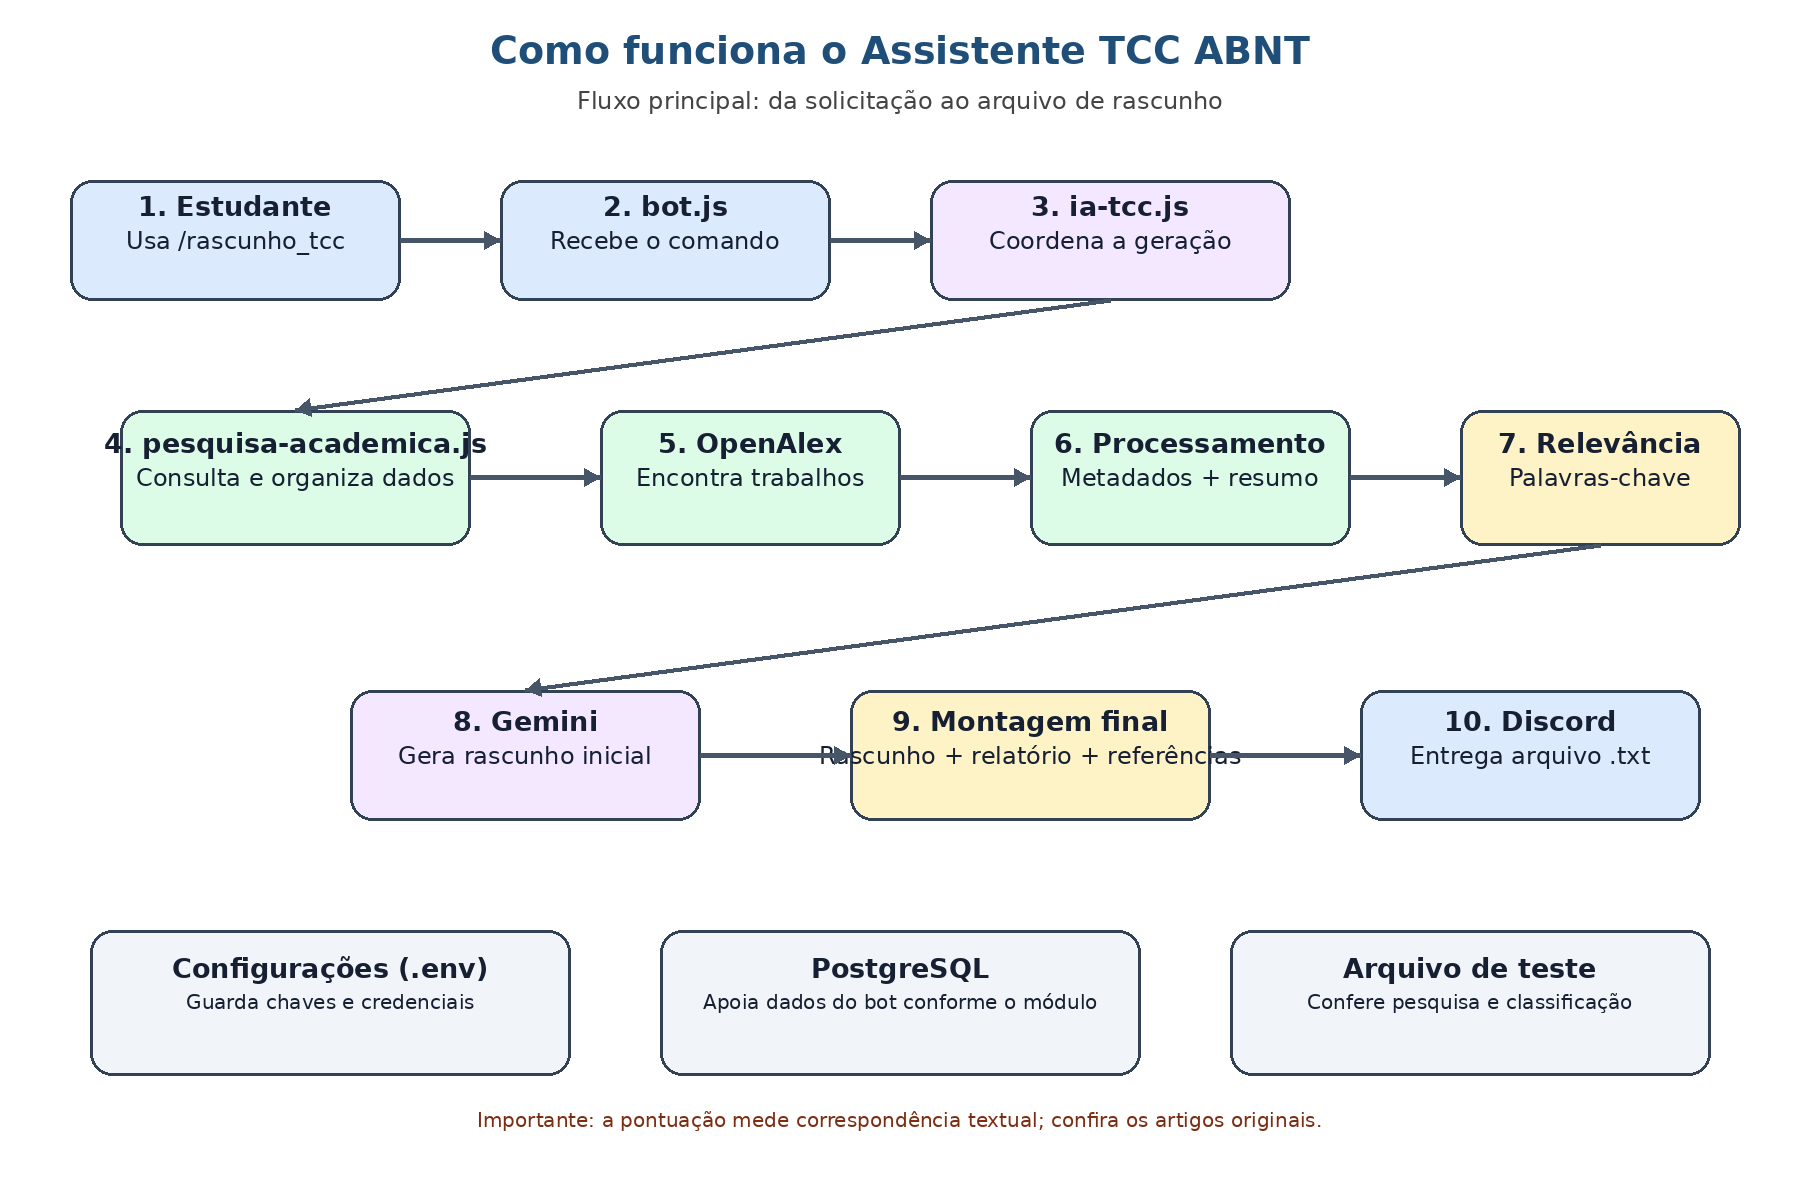 Como funciona o Assistente TCC ABNT
Fluxo principal: da solicitação ao arquivo de rascunho
1. Estudante
Usa /rascunho_tcc
2. bot.js
Recebe o comando
3. ia-tcc.js
Coordena a geração
4. pesquisa-academica.js
Consulta e organiza dados
5. OpenAlex
Encontra trabalhos
6. Processamento
Metadados + resumo
7. Relevância
Palavras-chave
8. Gemini
Gera rascunho inicial
9. Montagem final
Rascunho + relatório + referências
10. Discord
Entrega arquivo .txt
Configurações (.env)
Guarda chaves e credenciais
PostgreSQL
Apoia dados do bot conforme o módulo
Arquivo de teste
Confere pesquisa e classificação
Importante: a pontuação mede correspondência textual; confira os artigos originais.